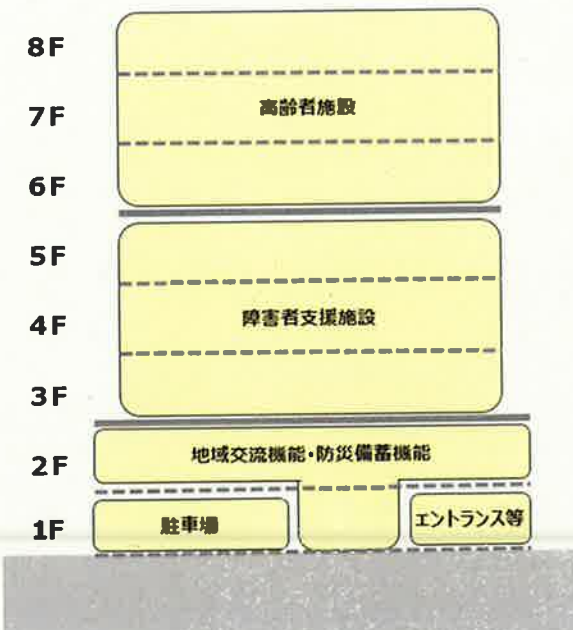 8F
7F
高齢者施設
6F
5F
4F
障害者支援施設
3F
2F
地域交流機能・防災備蓄機能
1F
駐車場
エントランス等